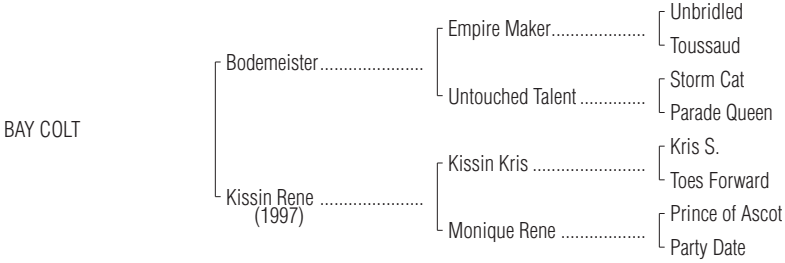 Unbridled
Empire Maker.....................
Toussaud
Bodemeister......................
Storm Cat
Untouched Talent ..............
Parade Queen
BAY COLT
Kris S.
Kissin Kris ........................
Toes Forward
Kissin Rene ......................
(1997)
Prince of Ascot
Monique Rene ..................
Party Date